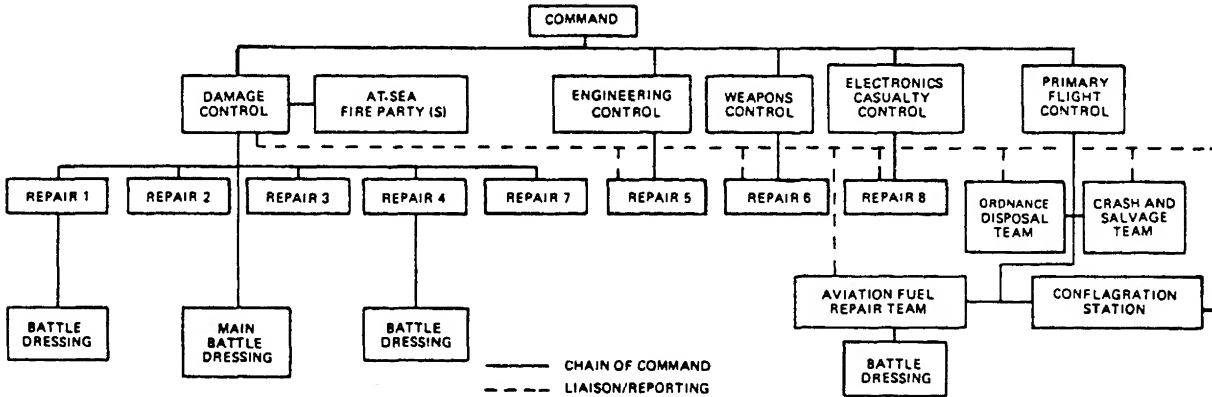 COMMAND
DAMAGE
CONTROL
AT-SEA
FIRE PARTY (S)
ENGINEERING
CONTROL
WEAPONS
CONTROL
ELECTRONICS
CASUALTY
CONTROL
PRIMARY
FLIGHT
CONTROL
REPAIR 1
REPAIR 2
REPAIR 3
REPAIR 4
REPAIR 7
REPAIR 5
REPAIR 6
REPAIR 8
ORDNANCE
DISPOSAL
TEAM
CRASH AND
SALVAGE
TEAM
AVIATION FUEL
REPAIR TEAM
CONFLAGRATION
STATION
BATTLE
DRESSING
MAIN
BATTLE
DRESSING
BATTLE
DRESSING
BATTLE
DRESSING
CHAIN OF COMMAND
LIAISON/REPORTING